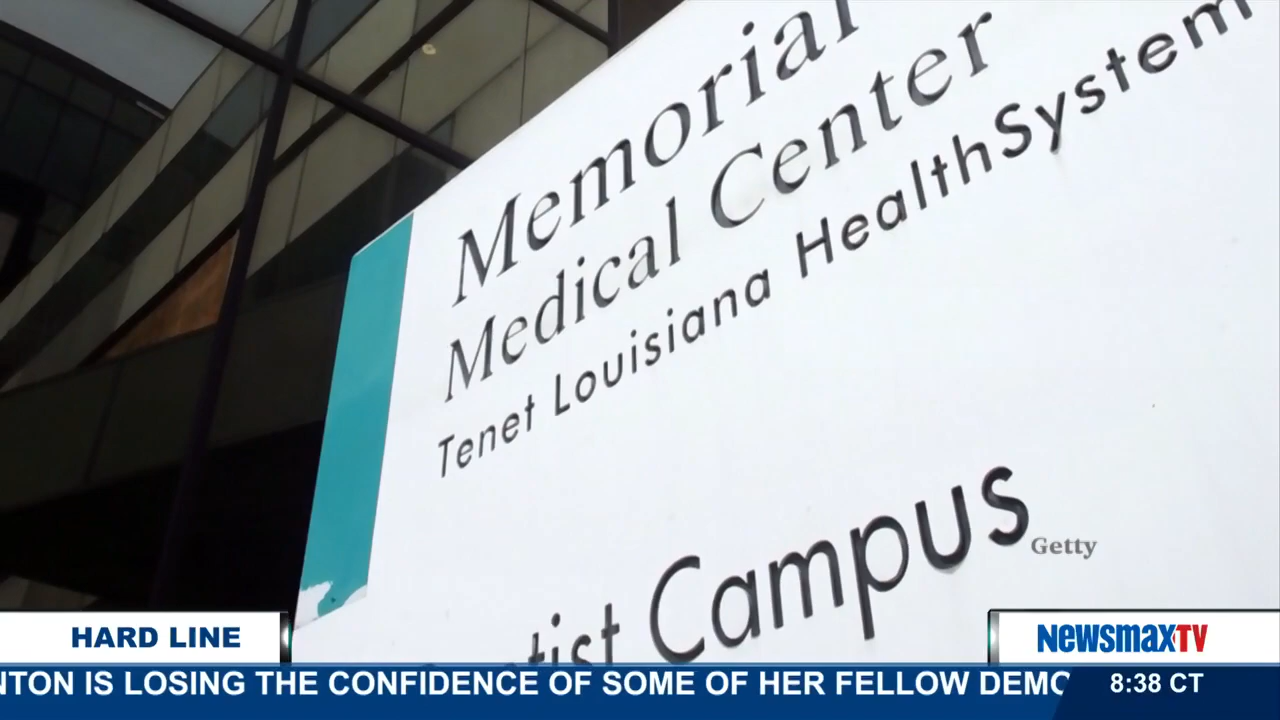 Memorial
Medical Center
Tenet Louisiana HealthSystem
Campus
Getty
HARD LINE
NEWSMAXTV
NTON IS LOSING THE CONFIDENCE OF SOME OF HER FELLOW DEMO
8:38 CT